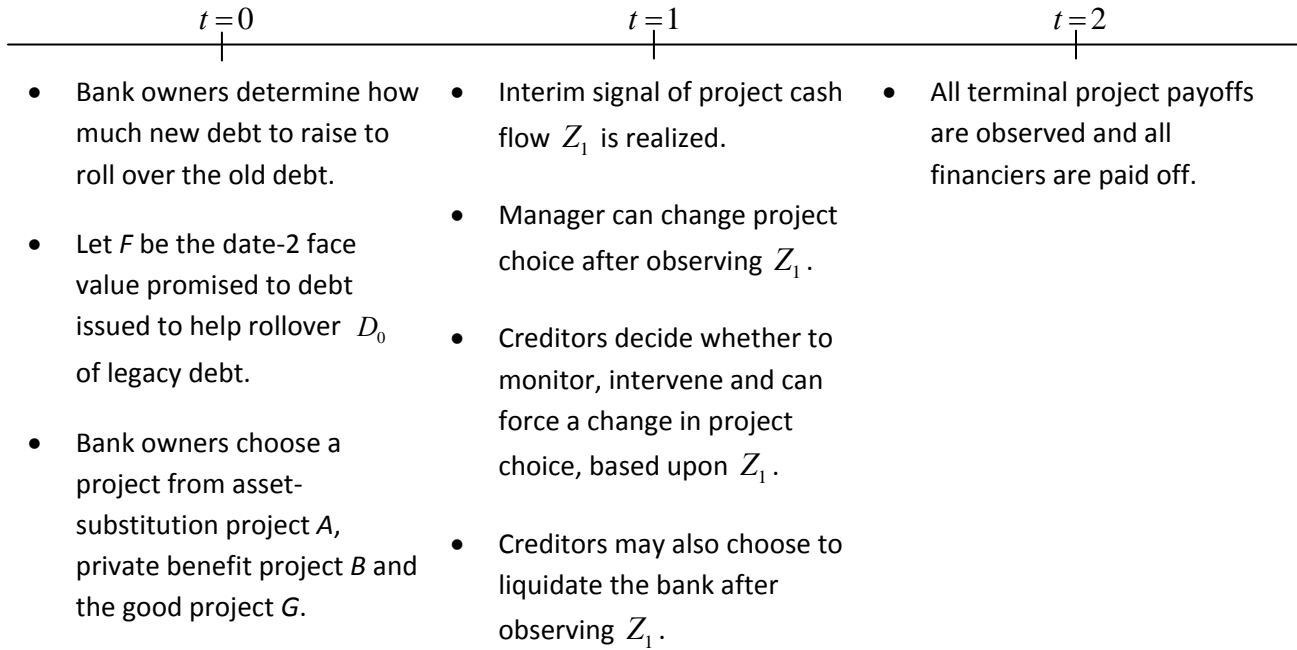 t = 0 t = 1 t = 2
• Bank owners determine how
much new debt to raise to
roll over the old debt.
• Let F be the date-2 face
value promised to debt
issued to help rollover D₀
of legacy debt.
• Bank owners choose a
project from asset-
substitution project A,
private benefit project B and
the good project G.
• Interim signal of project cash
flow Z₁ is realized.
• Manager can change project
choice after observing Z₁.
• Creditors decide whether to
monitor, intervene and can
force a change in project
choice, based upon Z₁.
• Creditors may also choose to
liquidate the bank after
observing Z₁.
• All terminal project payoffs
are observed and all
financiers are paid off.